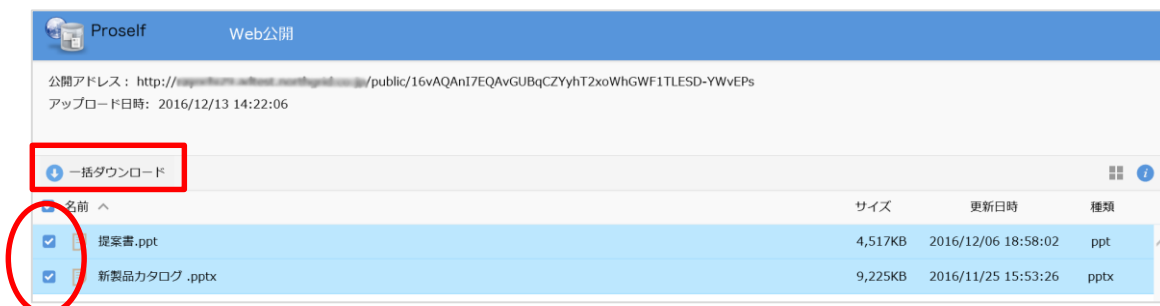 Proself Web公開
公開アドレス： http:// /public/16vAQAnI7EQAvGUBqCZYyhT2xoWhGWF1TLESD-YWvEPs
アップロード日時: 2016/12/13 14:22:06
一括ダウンロード
名前 サイズ 更新日時 種類
提案書.ppt 4,517KB 2016/12/06 18:58:02 ppt
新製品カタログ .pptx 9,225KB 2016/11/25 15:53:26 pptx